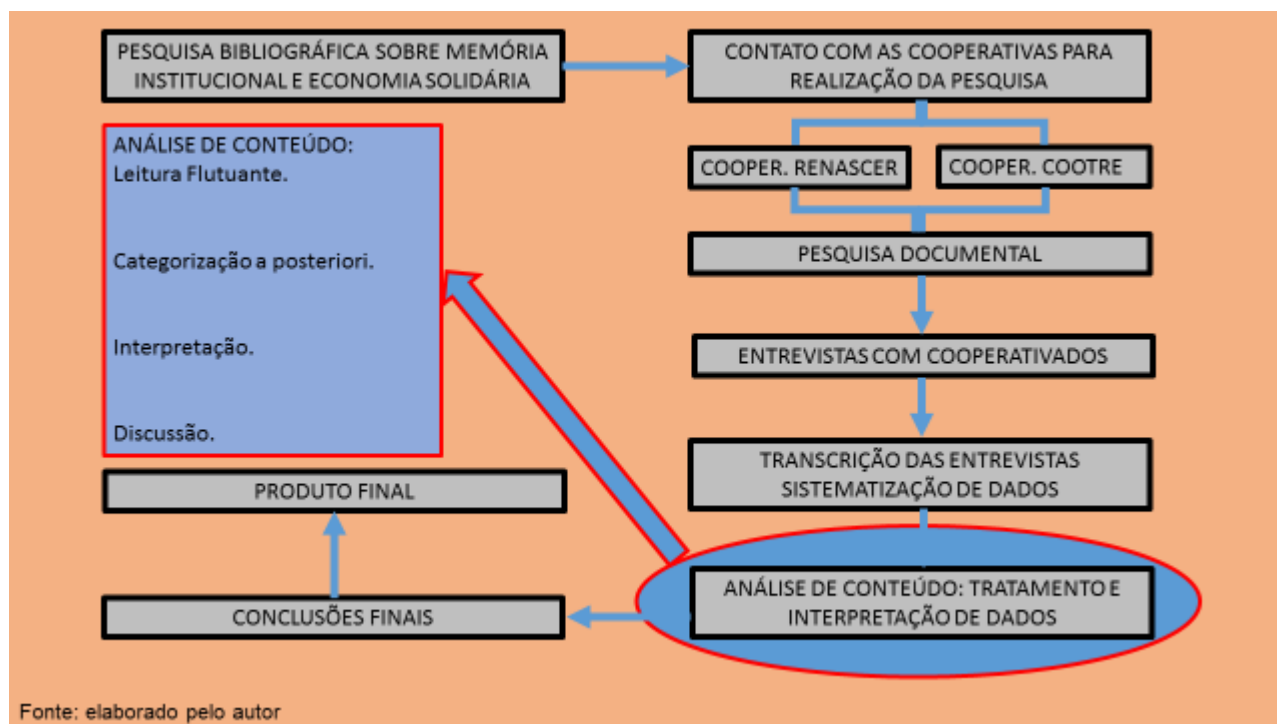 PESQUISA BIBLIOGRÁFICA SOBRE MEMÓRIA
INSTITUCIONAL E ECONOMIA SOLIDÁRIA
CONTATO COM AS COOPERATIVAS PARA
REALIZAÇÃO DA PESQUISA
COOPER. RENASCER
COOPER. COOTRE
PESQUISA DOCUMENTAL
ENTREVISTAS COM COOPERATIVADOS
TRANSCRIÇÃO DAS ENTREVISTAS
SISTEMATIZAÇÃO DE DADOS
ANÁLISE DE CONTEÚDO: TRATAMENTO E
INTERPRETAÇÃO DE DADOS
ANÁLISE DE CONTEÚDO:
Leitura Flutuante.
Categorização a posteriori.
Interpretação.
Discussão.
CONCLUSÕES FINAIS
PRODUTO FINAL
Fonte: elaborado pelo autor